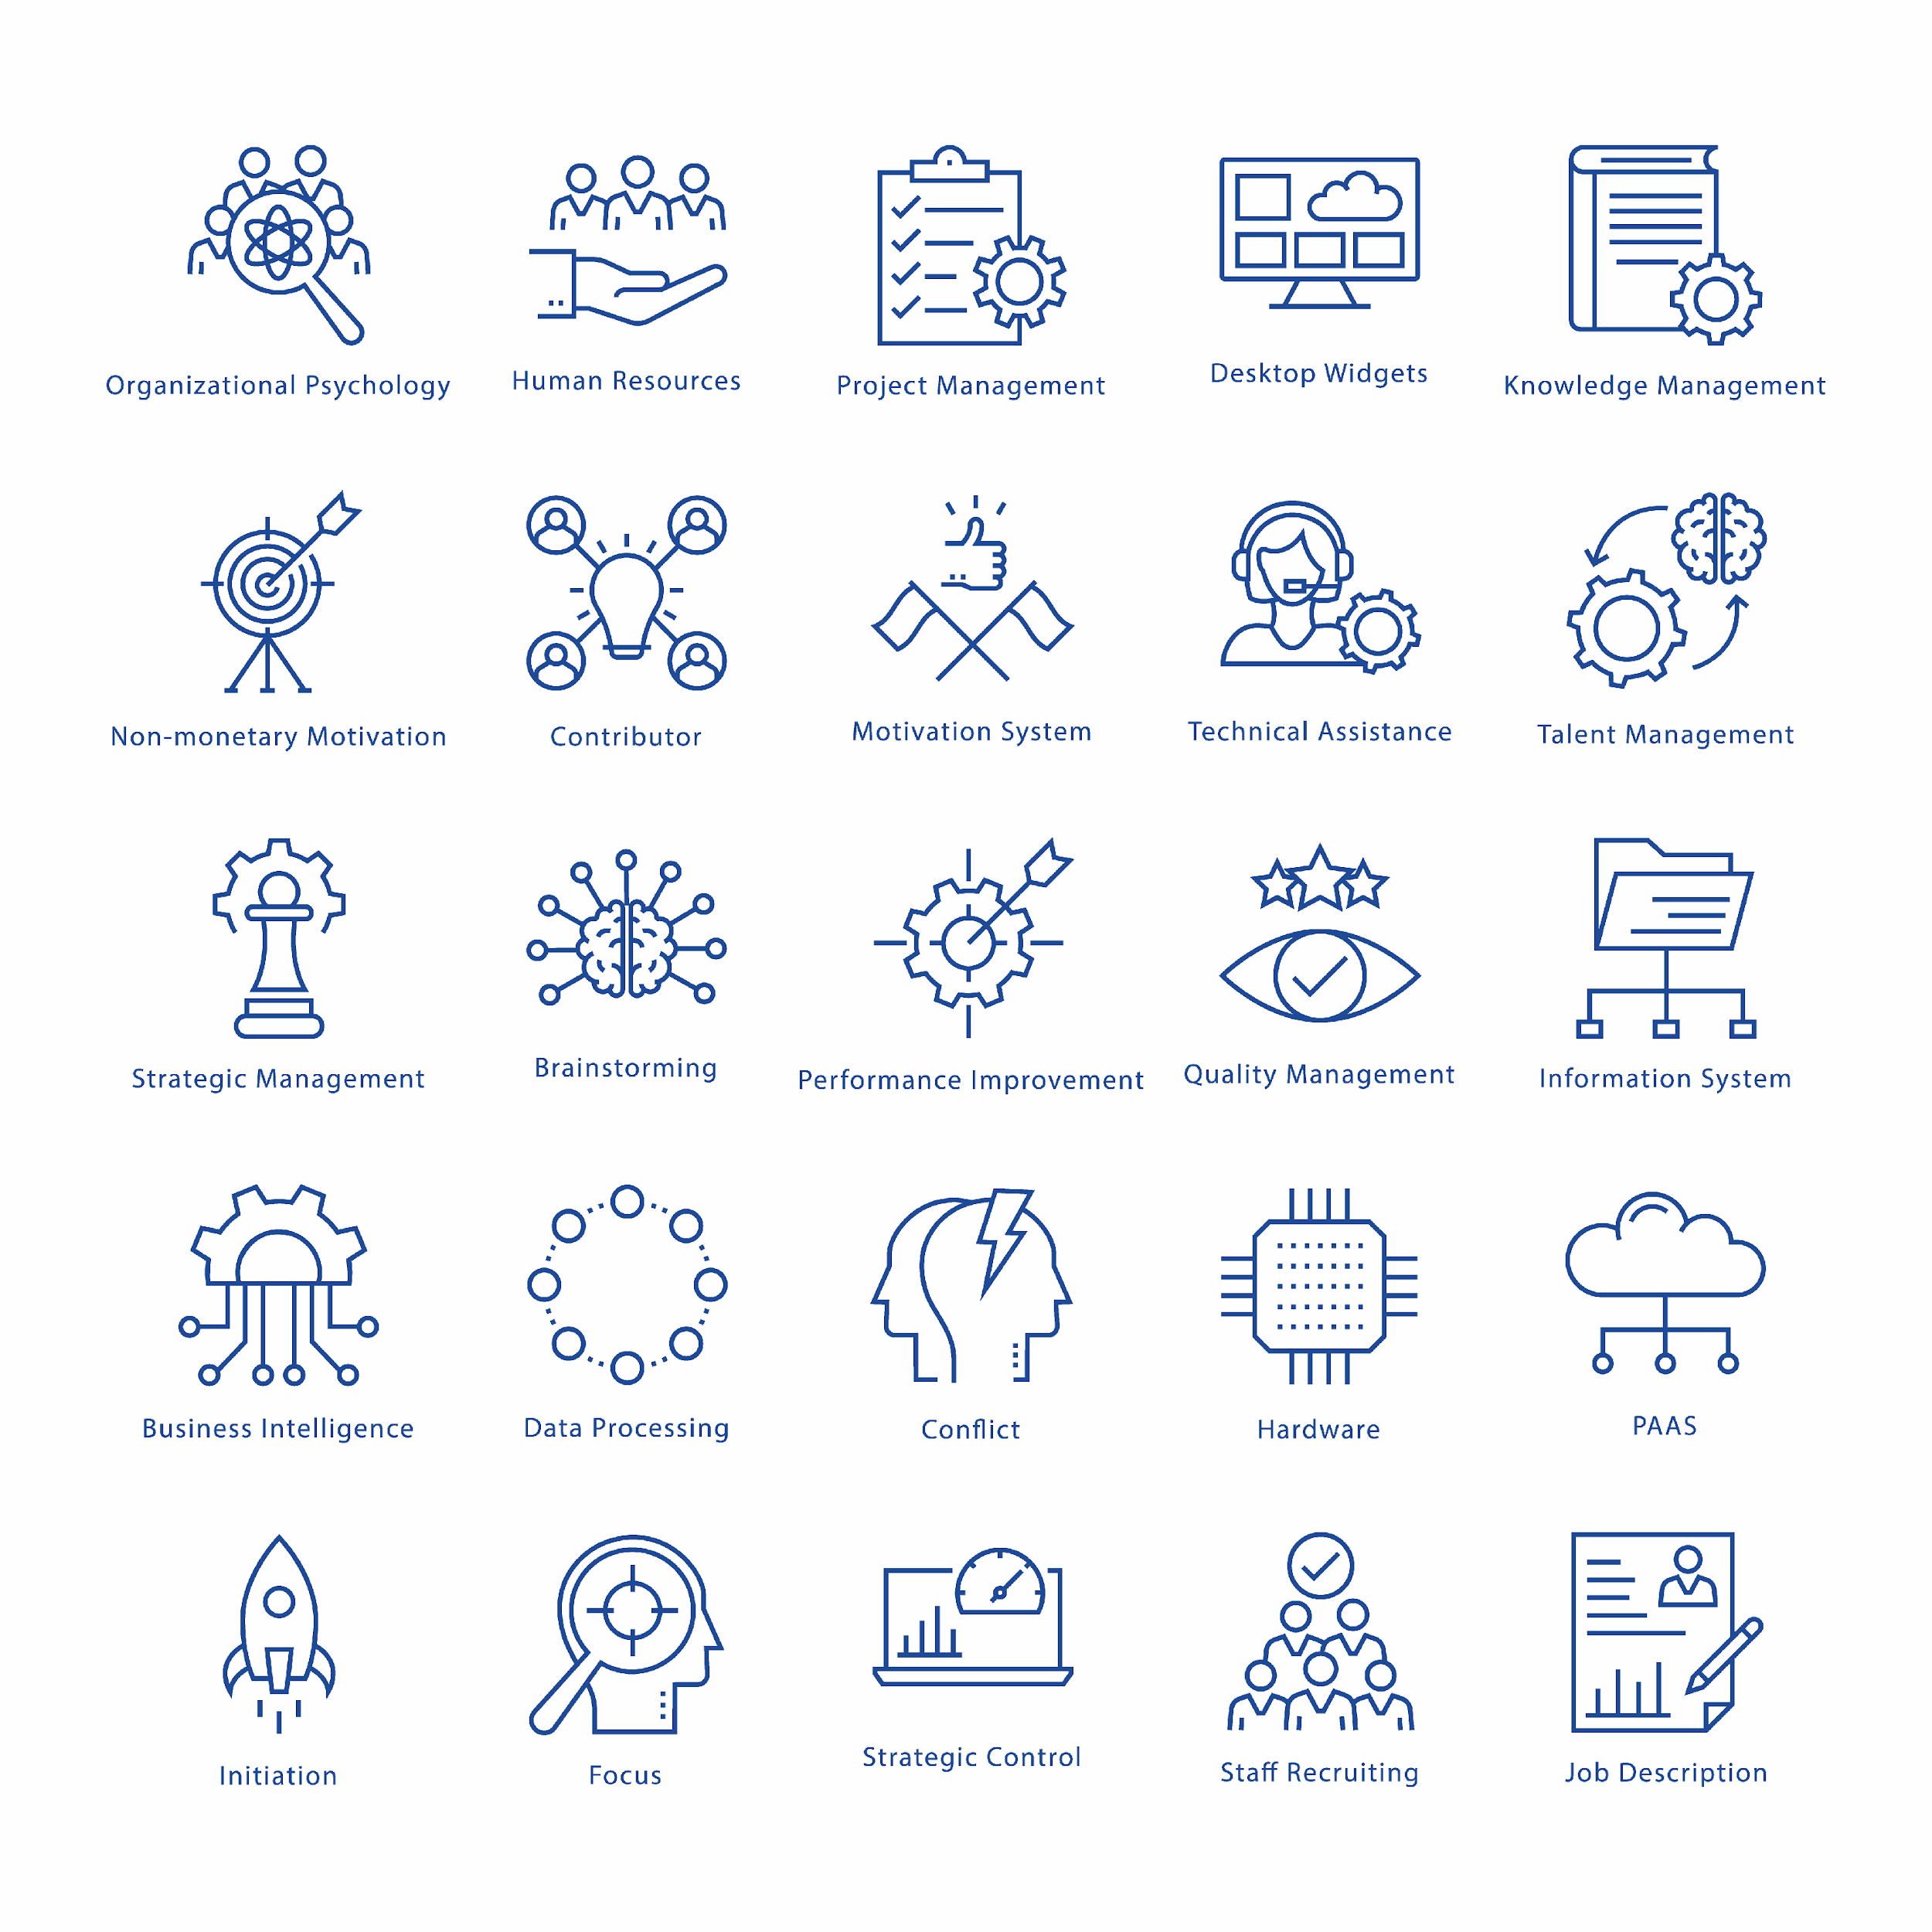 Organizational Psychology
Human Resources
Project Management
Desktop Widgets
Knowledge Management
Non-monetary Motivation
Contributor
Motivation System
Technical Assistance
Talent Management
Strategic Management
Brainstorming
Performance Improvement
Quality Management
Information System
Business Intelligence
Data Processing
Conflict
Hardware
PAAS
Initiation
Focus
Strategic Control
Staff Recruiting
Job Description